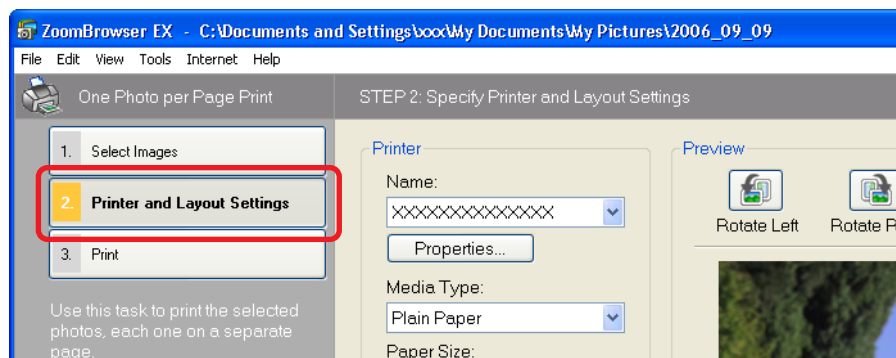 ZoomBrowser EX - C:\Documents and Settings\xxx\My Documents\My Pictures\2006_09_09
File Edit View Tools Internet Help
One Photo per Page Print
STEP 2: Specify Printer and Layout Settings
1. Select Images
2. Printer and Layout Settings
3. Print
Use this task to print the selected
photos, each one on a separate
page.
Printer
Name:
XXXXXXXXXXXXXX
Properties...
Media Type:
Plain Paper
Paper Size:
Preview
Rotate Left
Rotate R